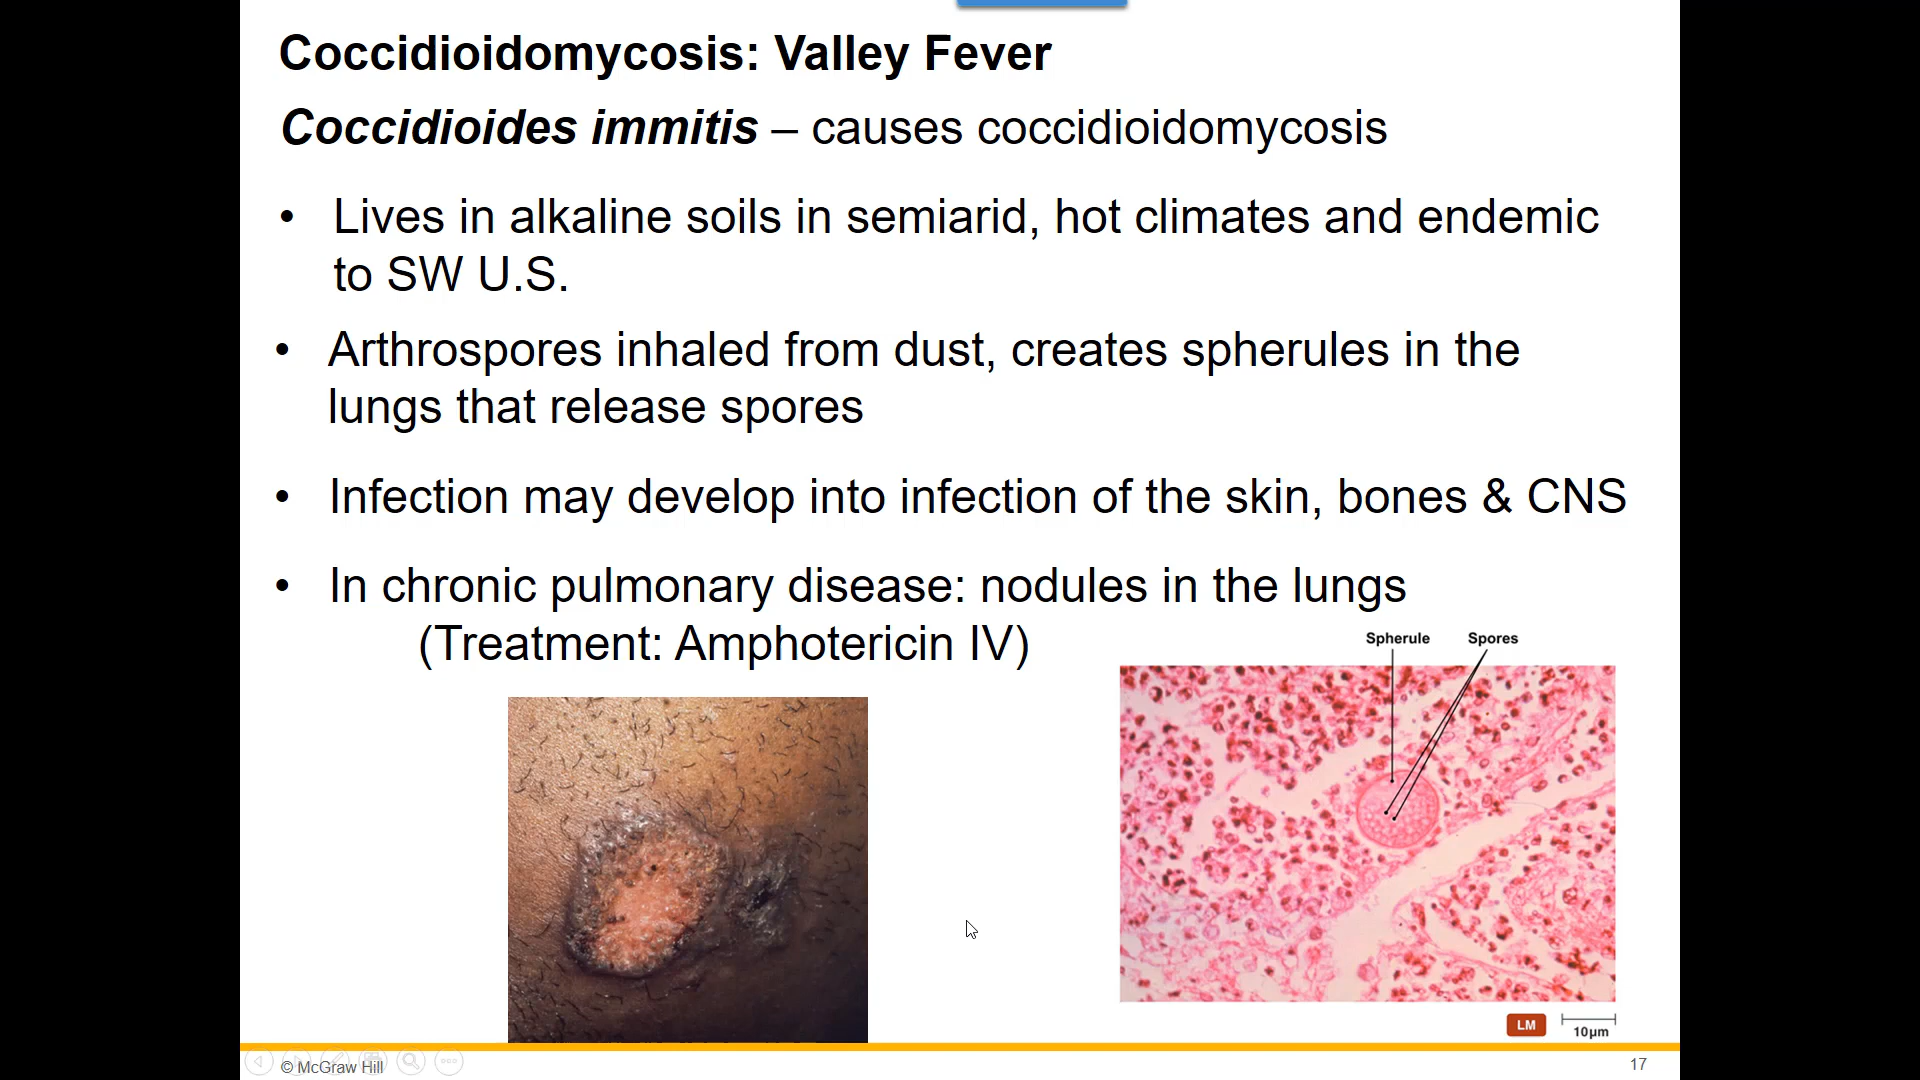 Coccidioidomycosis: Valley Fever
Coccidioides immitis – causes coccidioidomycosis
• Lives in alkaline soils in semiarid, hot climates and endemic
to SW U.S.
• Arthrospores inhaled from dust, creates spherules in the
lungs that release spores
• Infection may develop into infection of the skin, bones & CNS
• In chronic pulmonary disease: nodules in the lungs
(Treatment: Amphotericin IV)
Spherule Spores
LM 10µm
© McGraw Hill 17